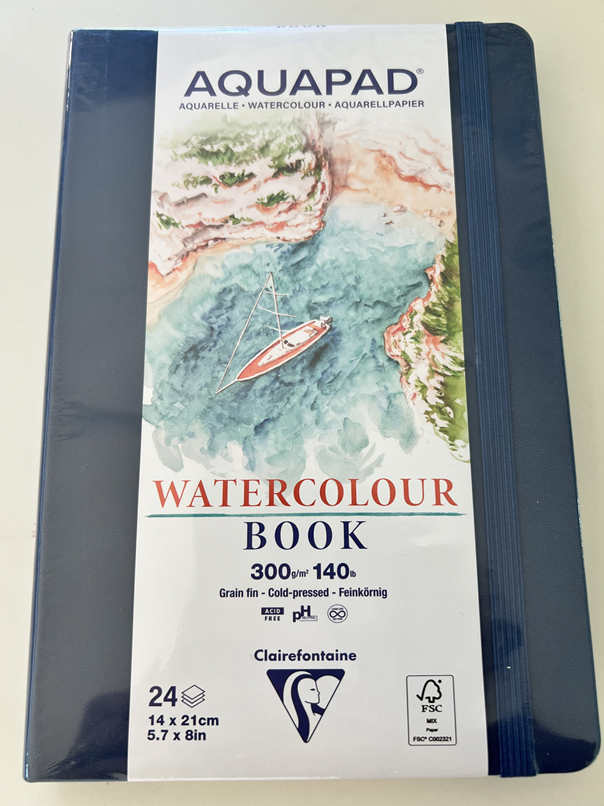 BOOK
AQUAPAD®
AQUARELLE • WATERCOLOUR • AQUARELLPAPIER
WATERCOLOUR
BOOK
300g/m² 140lb
Grain fin - Cold-pressed - Feinkörnig
ACID FREE pH
Clairefontaine
24
14 x 21cm
5.7 x 8in
FSC
MIX
Paper
FSC® C002321